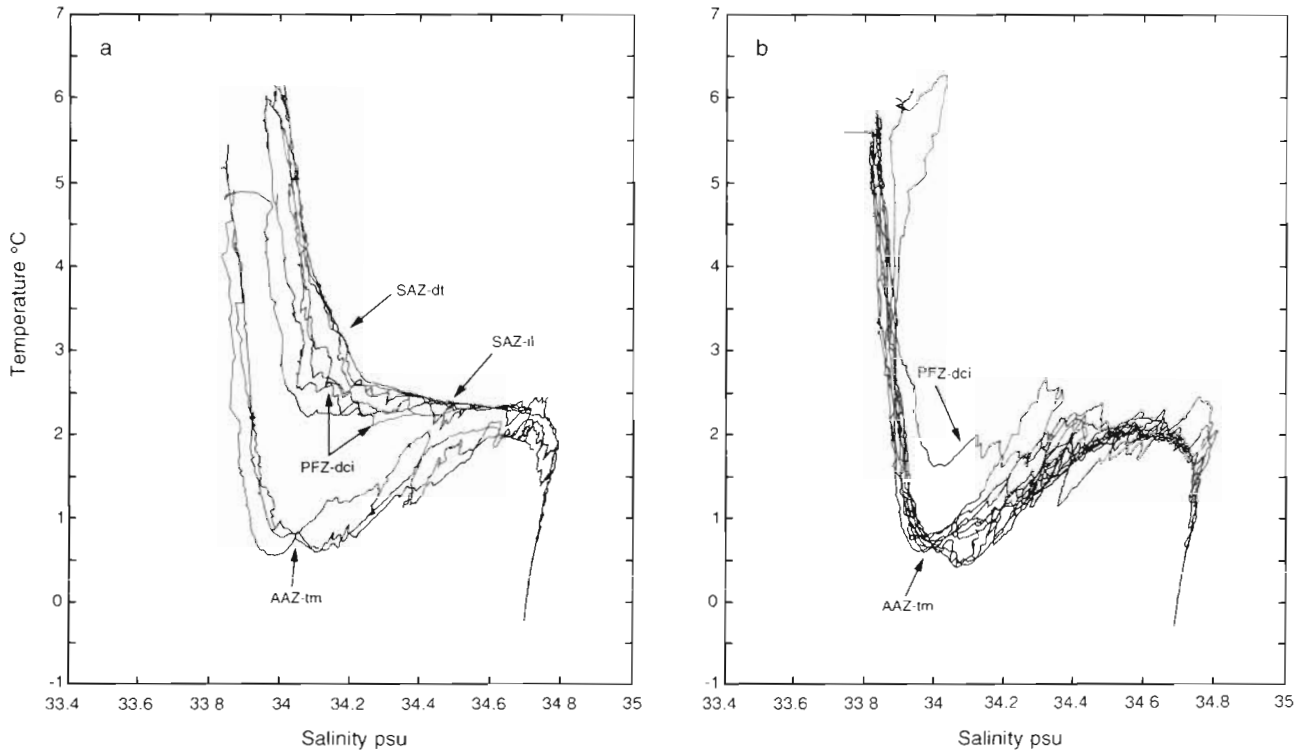 a
7
6
5
4
3
2
1
0
-1
Temperature °C
SAZ-dt
SAZ-il
PFZ-dci
AAZ-tm
33.4 33.6 33 8 34 34.2 34.4 34.6 34.8 35
Salinity psu
b
7
6
5
4
3
2
1
0
-1
PFZ-dci
AAZ-tm
33.4 33.6 33 8 34 34.2 34 4 34 6 34.8 35
Salinity psu